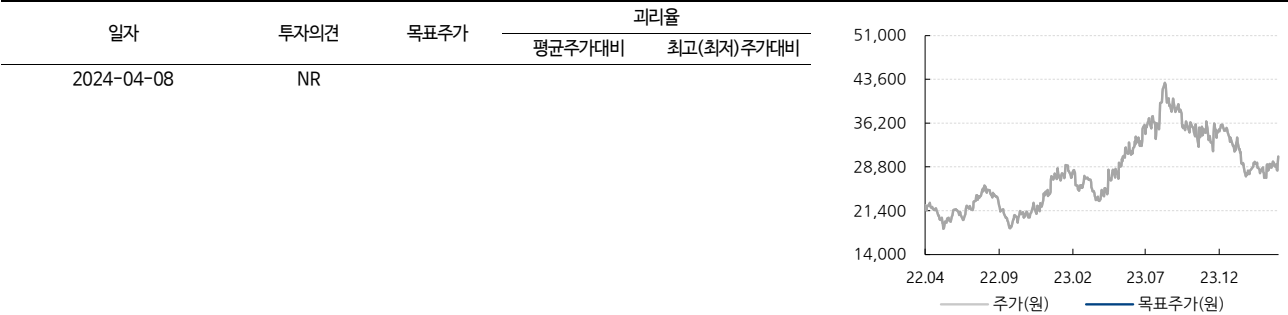 일자 투자의견 목표주가 괴리율
평균주가대비 최고(최저)주가대비
2024-04-08 NR
51,000
43,600
36,200
28,800
21,400
14,000
22.04 22.09 23.02 23.07 23.12
주가(원) 목표주가(원)